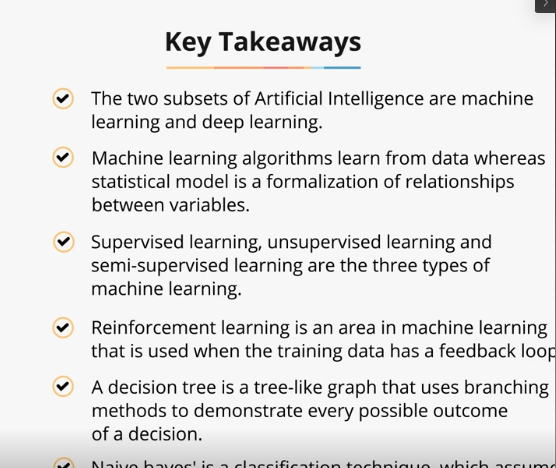 Key Takeaways
The two subsets of Artificial Intelligence are machine
learning and deep learning.
Machine learning algorithms learn from data whereas
statistical model is a formalization of relationships
between variables.
Supervised learning, unsupervised learning and
semi-supervised learning are the three types of
machine learning.
Reinforcement learning is an area in machine learning
that is used when the training data has a feedback loop
A decision tree is a tree-like graph that uses branching
methods to demonstrate every possible outcome
of a decision.
Naive bayes' is a classification technique, which